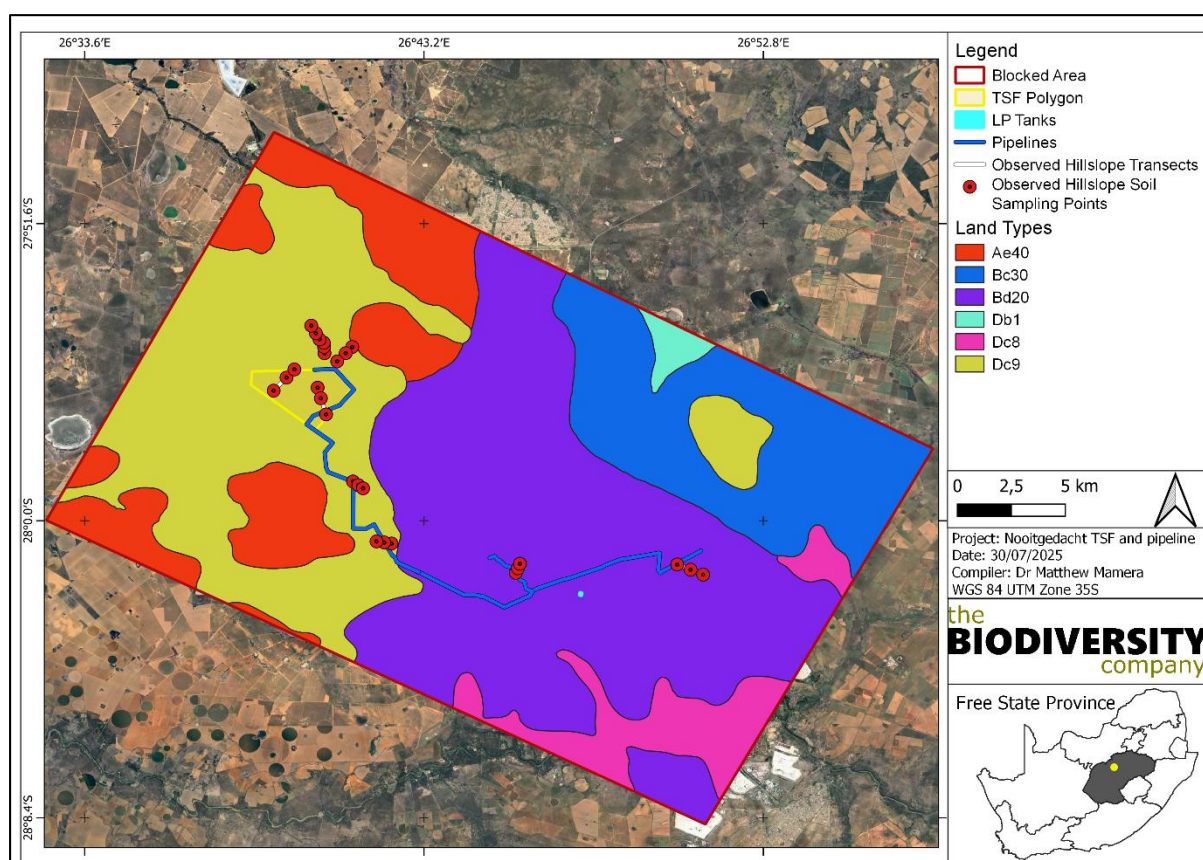 26°33.6'E
26°43.2'E
26°52.8'E
27°51.6'S
28°0.0'S
28°8.4'S
Legend
Blocked Area
TSF Polygon
LP Tanks
Pipelines
Observed Hillslope Transects
Observed Hillslope Soil
Sampling Points
Land Types
Ae40
Bc30
Bd20
Db1
Dc8
Dc9
0 2,5 5 km
Project: Nooitgedacht TSF and pipeline
Date: 30/07/2025
Compiler: Dr Matthew Mamera
WGS 84 UTM Zone 35S
the
BIODIVERSITY
company
Free State Province